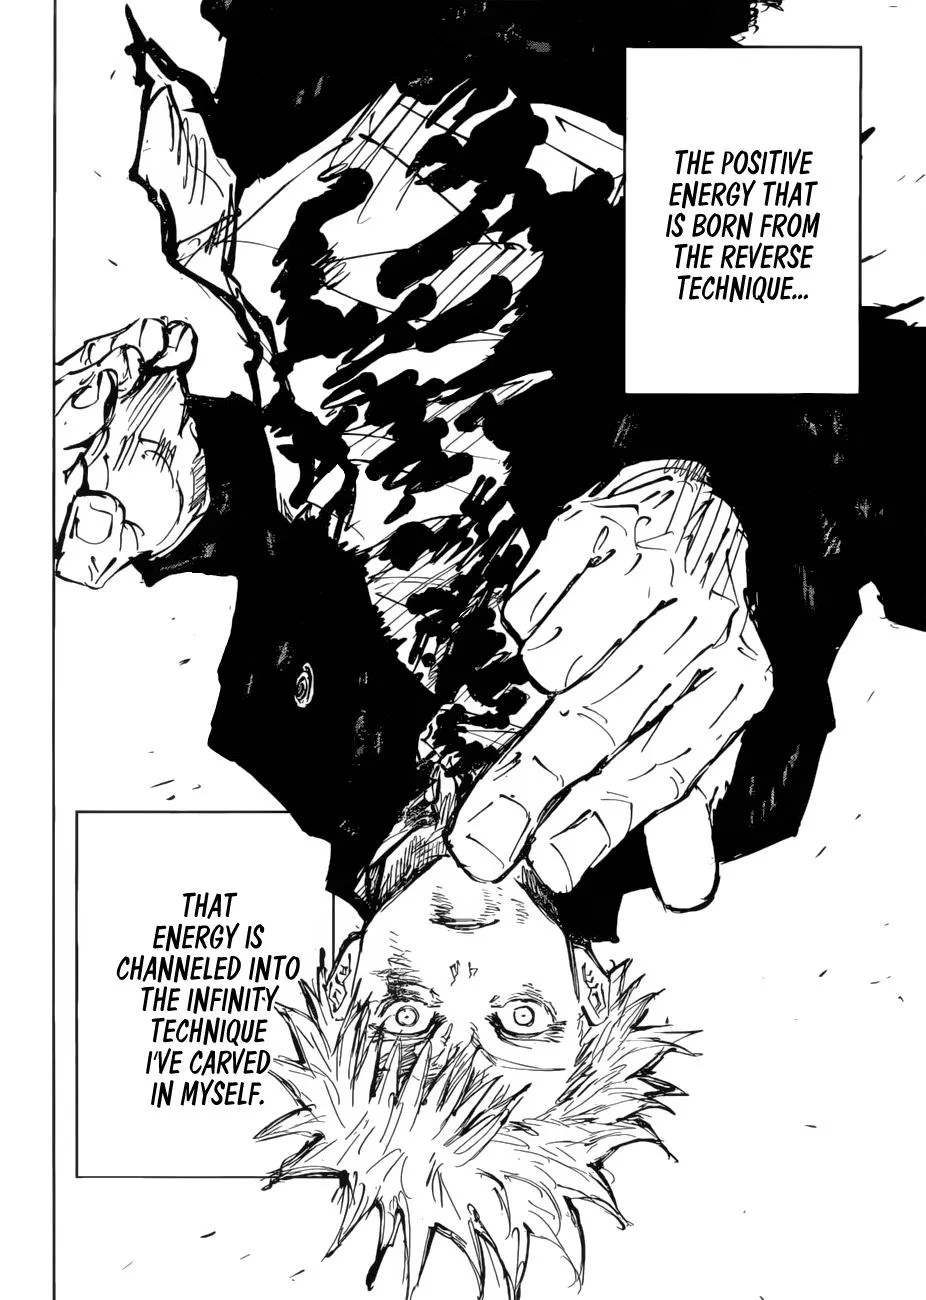 THE POSITIVE
ENERGY THAT
IS BORN FROM
THE REVERSE
TECHNIQUE...
THAT
ENERGY IS
CHANNELED INTO
THE INFINITY
TECHNIQUE
I'VE CARVED
IN MYSELF.